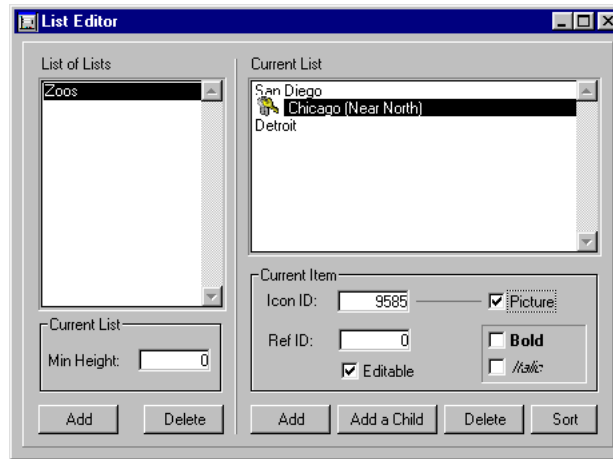 List Editor
List of Lists
Zoos
Current List
Min Height: 0
Add Delete
Current List
San Diego
Chicago (Near North)
Detroit
Current Item
Icon ID: 9585 Picture
Ref ID: 0 Bold
Editable Italic
Add Add a Child Delete Sort